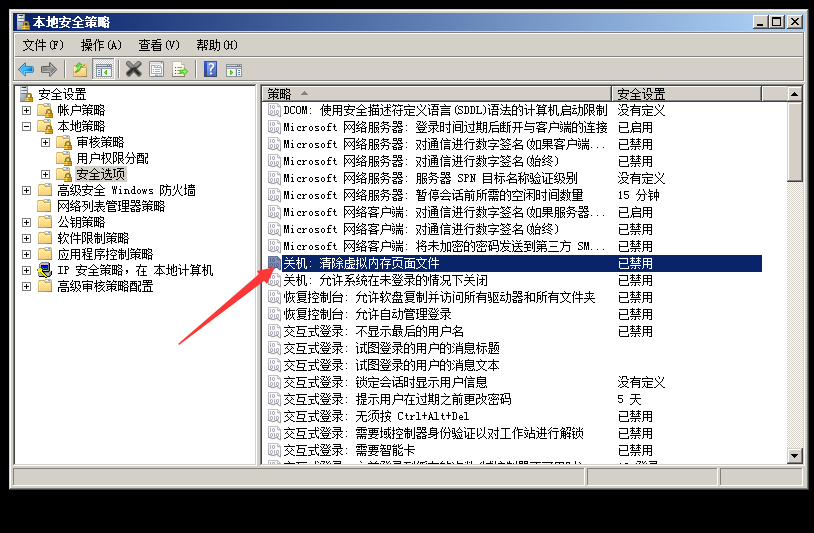 本地安全策略
文件(F) 操作(A) 查看(V) 帮助(H)
安全设置
帐户策略
本地策略
审核策略
用户权限分配
安全选项
高级安全 Windows 防火墙
网络列表管理器策略
公钥策略
软件限制策略
应用程序控制策略
IP 安全策略，在 本地计算机
高级审核策略配置
策略 安全设置
DCOM: 使用安全描述符定义语言(SDDL)语法的计算机启动限制 没有定义
Microsoft 网络服务器: 登录时间过期后断开与客户端的连接 已启用
Microsoft 网络服务器: 对通信进行数字签名(如果客户端... 已禁用
Microsoft 网络服务器: 对通信进行数字签名(始终) 已禁用
Microsoft 网络服务器: 服务器 SPN 目标名称验证级别 没有定义
Microsoft 网络服务器: 暂停会话前所需的空闲时间数量 15 分钟
Microsoft 网络客户端: 对通信进行数字签名(如果服务器... 已启用
Microsoft 网络客户端: 对通信进行数字签名(始终) 已禁用
Microsoft 网络客户端: 将未加密的密码发送到第三方 SM... 已禁用
关机: 清除虚拟内存页面文件 已禁用
关机: 允许系统在未登录的情况下关闭 已禁用
恢复控制台: 允许软盘复制并访问所有驱动器和所有文件夹 已禁用
恢复控制台: 允许自动管理登录 已禁用
交互式登录: 不显示最后的用户名 已禁用
交互式登录: 试图登录的用户的消息标题
交互式登录: 试图登录的用户的消息文本
交互式登录: 锁定会话时显示用户信息 没有定义
交互式登录: 提示用户在过期之前更改密码 5 天
交互式登录: 无须按 Ctrl+Alt+Del 已禁用
交互式登录: 需要域控制器身份验证以对工作站进行解锁 已禁用
交互式登录: 需要智能卡 已禁用